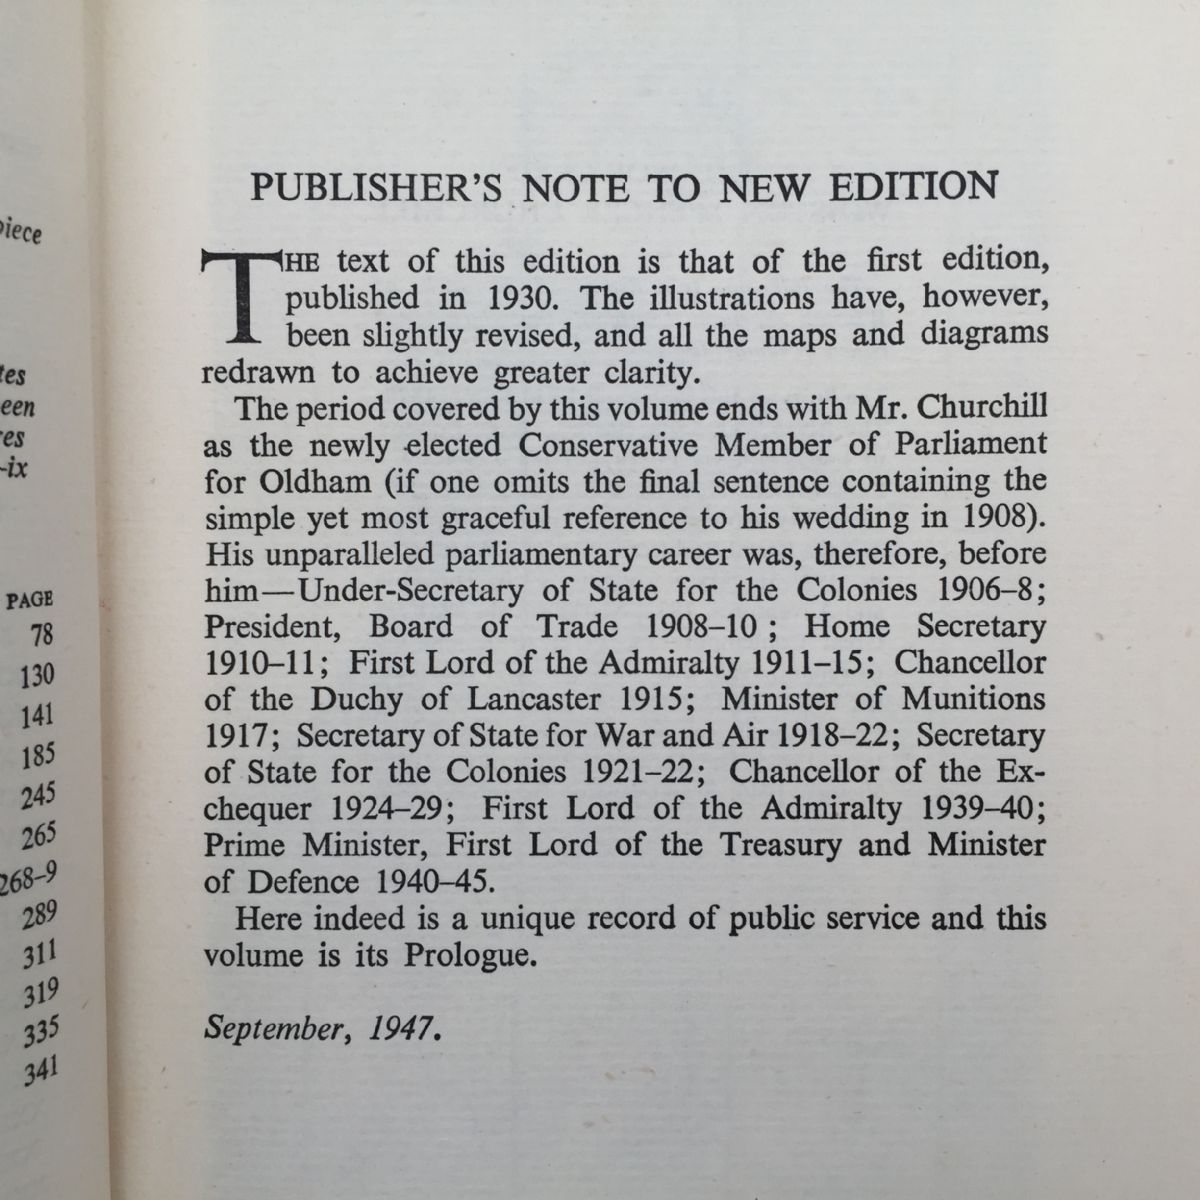 piece
tes
een
res
-ix
PAGE
78
130
141
185
245
265
268-9
289
311
319
335
341
PUBLISHER'S NOTE TO NEW EDITION
THE text of this edition is that of the first edition,
published in 1930. The illustrations have, however,
been slightly revised, and all the maps and diagrams
redrawn to achieve greater clarity.
The period covered by this volume ends with Mr. Churchill
as the newly elected Conservative Member of Parliament
for Oldham (if one omits the final sentence containing the
simple yet most graceful reference to his wedding in 1908).
His unparalleled parliamentary career was, therefore, before
him—Under-Secretary of State for the Colonies 1906–8;
President, Board of Trade 1908–10 ; Home Secretary
1910–11; First Lord of the Admiralty 1911–15; Chancellor
of the Duchy of Lancaster 1915; Minister of Munitions
1917; Secretary of State for War and Air 1918–22; Secretary
of State for the Colonies 1921–22; Chancellor of the Ex-
chequer 1924–29; First Lord of the Admiralty 1939–40;
Prime Minister, First Lord of the Treasury and Minister
of Defence 1940–45.
Here indeed is a unique record of public service and this
volume is its Prologue.
September, 1947.